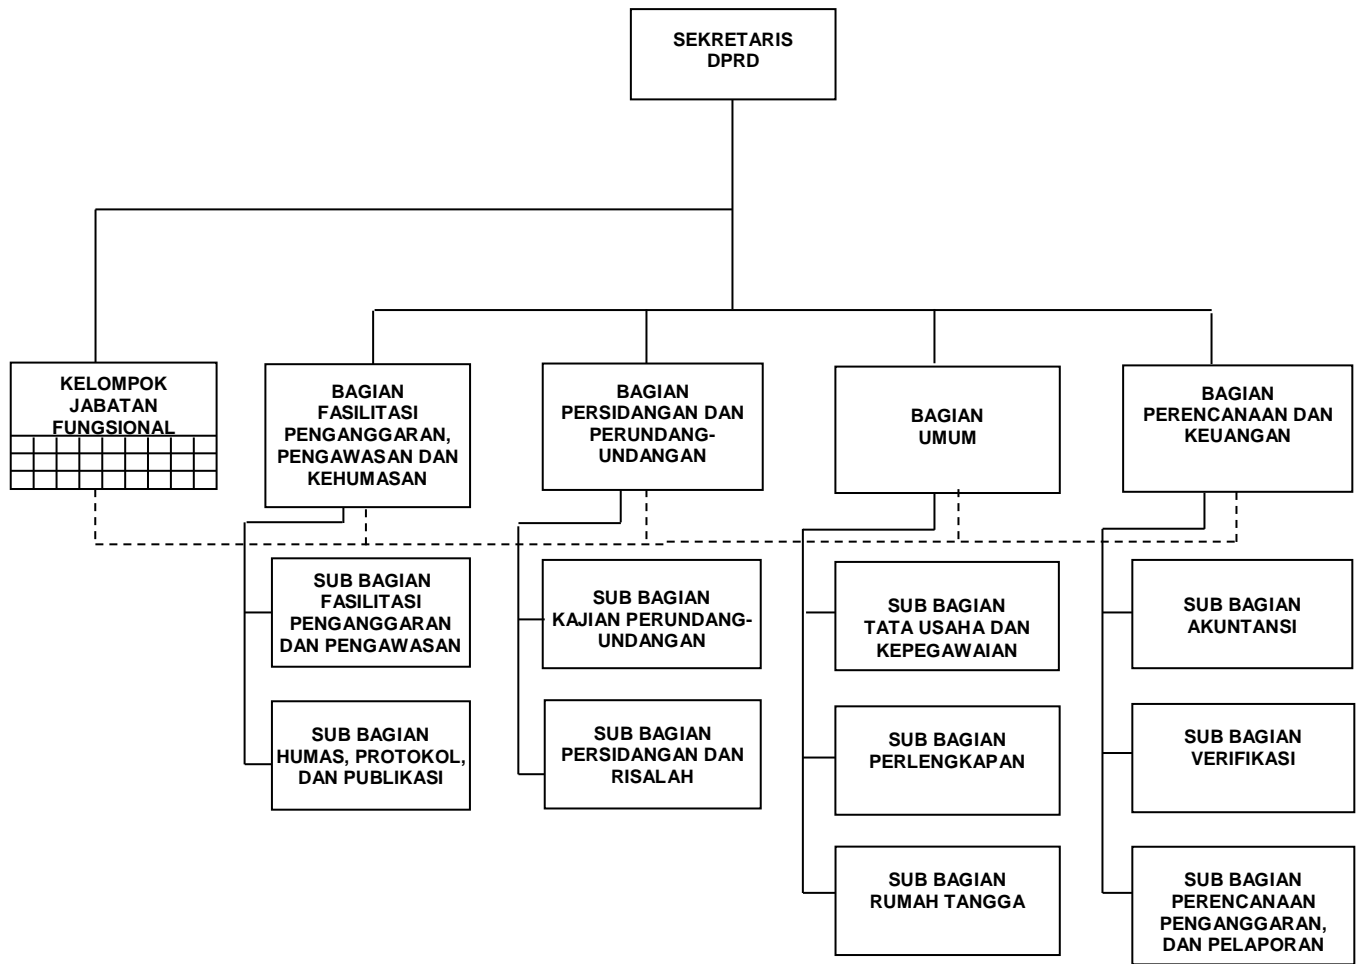 SEKRETARIS
DPRD
KELOMPOK
JABATAN
FUNGSIONAL
BAGIAN
FASILITASI
PENGANGGARAN,
PENGAWASAN DAN
KEHUMASAN
BAGIAN
PERSIDANGAN DAN
PERUNDANG-
UNDANGAN
BAGIAN
UMUM
BAGIAN
PERENCANAAN DAN
KEUANGAN
SUB BAGIAN
FASILITASI
PENGANGGARAN
DAN PENGAWASAN
SUB BAGIAN
KAJIAN PERUNDANG-
UNDANGAN
SUB BAGIAN
TATA USAHA DAN
KEPEGAWAIAN
SUB BAGIAN
AKUNTANSI
SUB BAGIAN
HUMAS, PROTOKOL,
DAN PUBLIKASI
SUB BAGIAN
PERSIDANGAN DAN
RISALAH
SUB BAGIAN
PERLENGKAPAN
SUB BAGIAN
VERIFIKASI
SUB BAGIAN
RUMAH TANGGA
SUB BAGIAN
PERENCANAAN
PENGANGGARAN,
DAN PELAPORAN